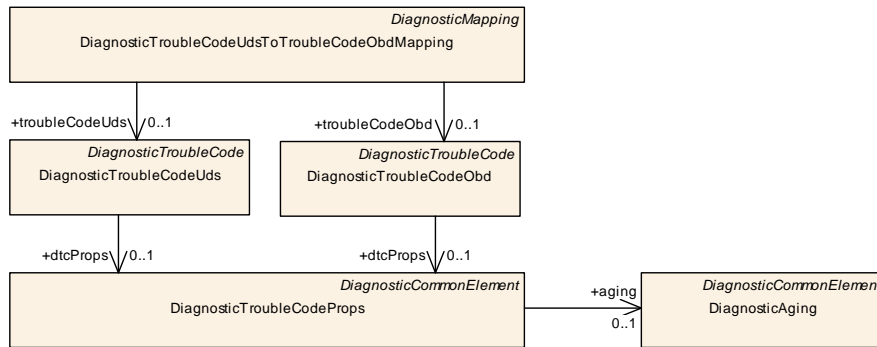 DiagnosticMapping
DiagnosticTroubleCodeUdsToTroubleCodeObdMapping
+troubleCodeUds 0..1
+troubleCodeObd 0..1
DiagnosticTroubleCode
DiagnosticTroubleCodeUds
DiagnosticTroubleCode
DiagnosticTroubleCodeObd
+dtcProps 0..1
+dtcProps 0..1
DiagnosticCommonElement
DiagnosticTroubleCodeProps
+aging
0..1
DiagnosticCommonElement
DiagnosticAging